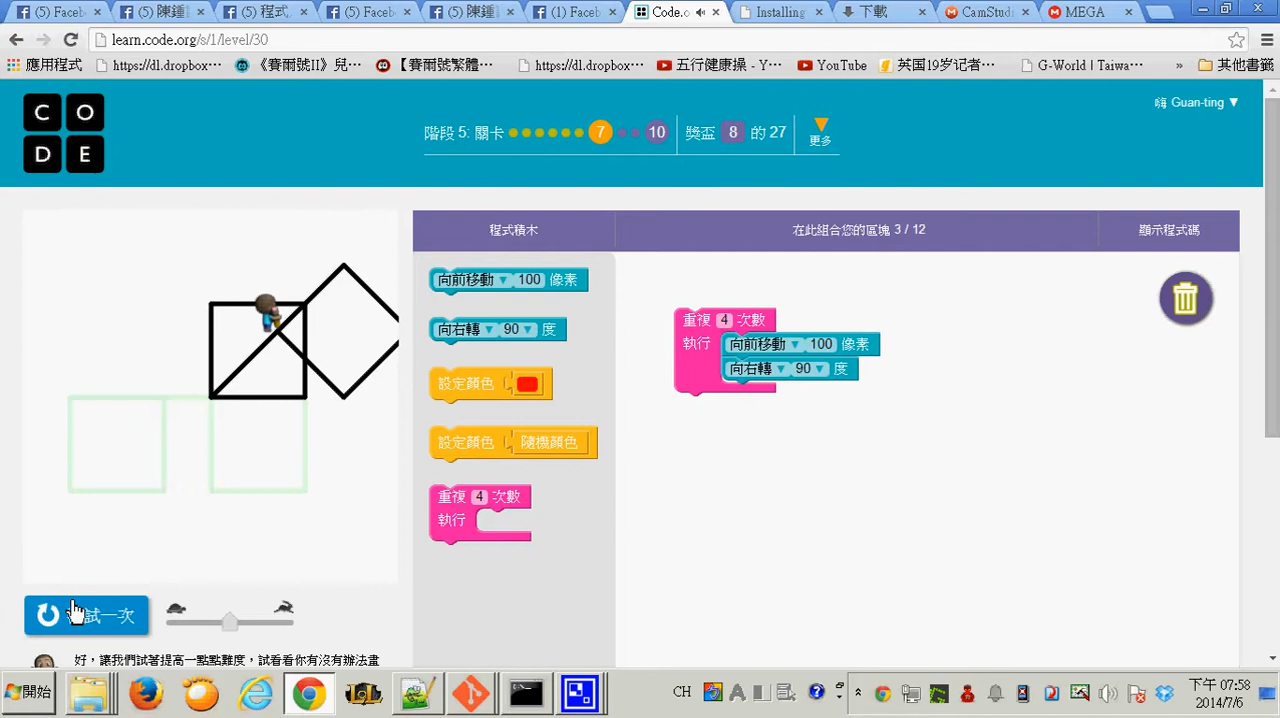 (5) Faceb
(5) 陳鍾
(5) 程式
(5) Faceb
(5) 陳鍾
(1) Faceb
Code.o
Installing
下載
CamStud
MEGA
learn.code.org/s/1/level/30
應用程式
https://dl.dropbox…
《賽爾號II》兒…
【賽爾號繁體…
https://dl.dropbox…
五行健康操 - Y…
YouTube
英国19岁记者…
G-World | Taiwa…
»
其他書籤
C O
D E
階段 5: 關卡
7
10
獎盃 8 的 27
更多
嗨 Guan-ting ▼
程式積木
在此組合您的區塊 3 / 12
顯示程式碼
向前移動 100 像素
向右轉 90 度
設定顏色
設定顏色 隨機顏色
重複 4 次數
執行
重複 4 次數
執行
向前移動 100 像素
向右轉 90 度
試一次
好，讓我們試著提高一點點難度，試看看你有沒有辦法畫
開始
CH
下午 07:58
2014/7/6